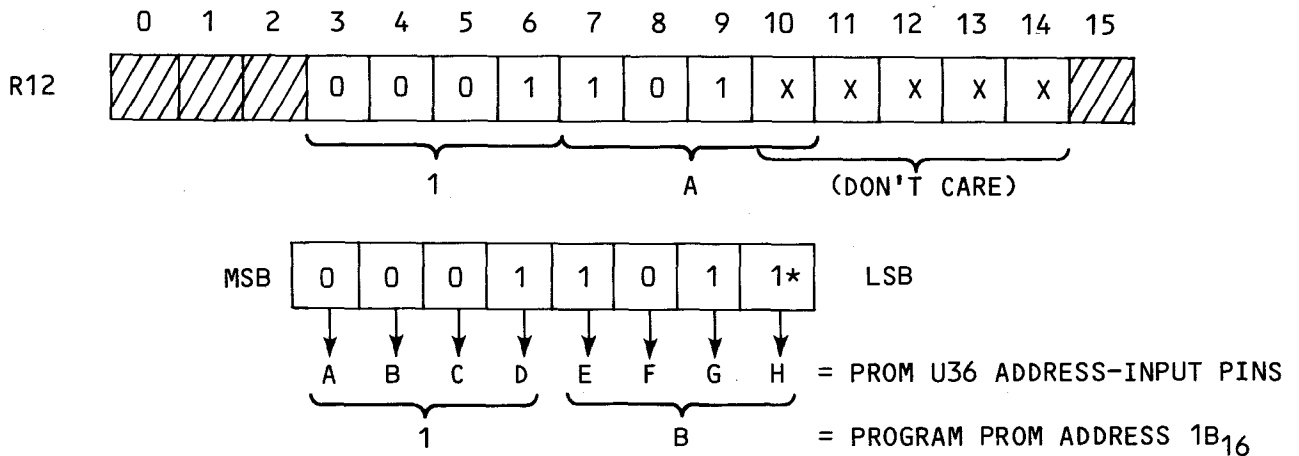 0 1 2 3 4 5 6 7 8 9 10 11 12 13 14 15
R12 0 0 0 1 1 0 1 X X X X X
1 A (DON'T CARE)
MSB 0 0 0 1 1 0 1 1* LSB
A B C D E F G H = PROM U36 ADDRESS-INPUT PINS
1 B = PROGRAM PROM ADDRESS 1B₁₆